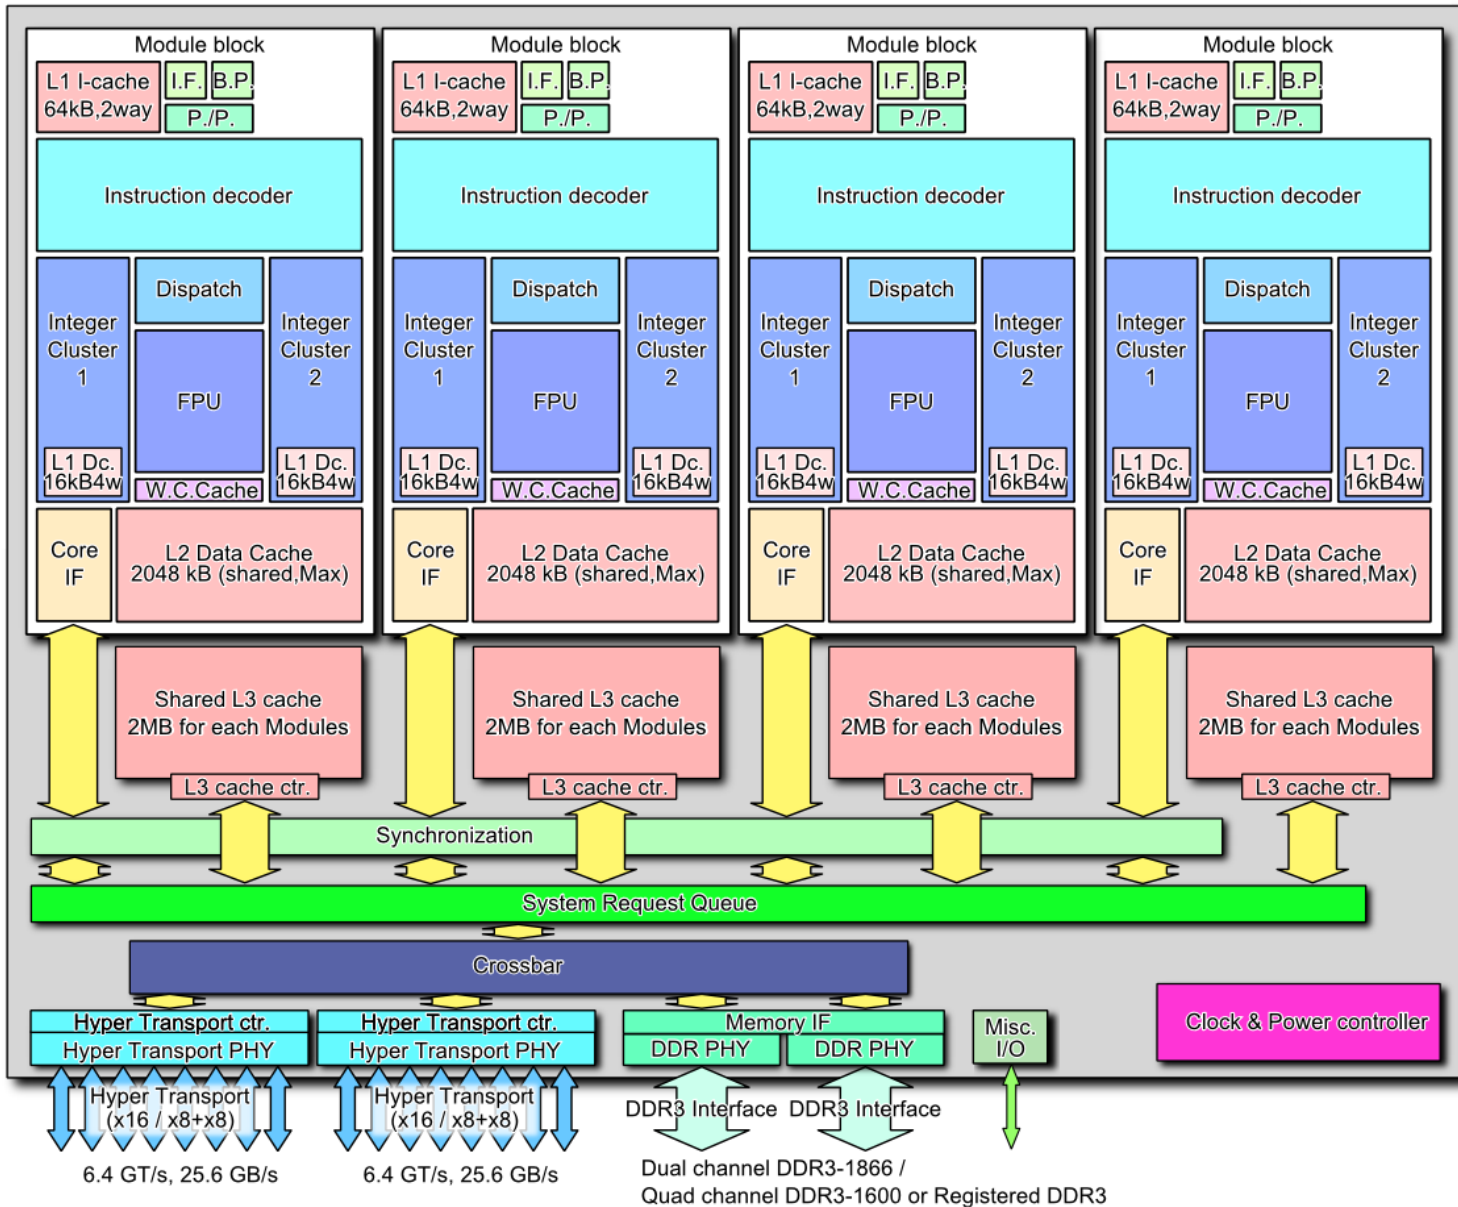 Module block
L1 I-cache
64kB,2way
I.F.
B.P.
P./P.
Instruction decoder
Integer
Cluster
1
Dispatch
FPU
Integer
Cluster
2
L1 Dc.
16kB4w
W.C.Cache
L1 Dc.
16kB4w
Core
IF
L2 Data Cache
2048 kB (shared,Max)
Module block
L1 I-cache
64kB,2way
I.F.
B.P.
P./P.
Instruction decoder
Integer
Cluster
1
Dispatch
FPU
Integer
Cluster
2
L1 Dc.
16kB4w
W.C.Cache
L1 Dc.
16kB4w
Core
IF
L2 Data Cache
2048 kB (shared,Max)
Module block
L1 I-cache
64kB,2way
I.F.
B.P.
P./P.
Instruction decoder
Integer
Cluster
1
Dispatch
FPU
Integer
Cluster
2
L1 Dc.
16kB4w
W.C.Cache
L1 Dc.
16kB4w
Core
IF
L2 Data Cache
2048 kB (shared,Max)
Module block
L1 I-cache
64kB,2way
I.F.
B.P.
P./P.
Instruction decoder
Integer
Cluster
1
Dispatch
FPU
Integer
Cluster
2
L1 Dc.
16kB4w
W.C.Cache
L1 Dc.
16kB4w
Core
IF
L2 Data Cache
2048 kB (shared,Max)
Shared L3 cache
2MB for each Modules
L3 cache ctr.
Shared L3 cache
2MB for each Modules
L3 cache ctr.
Shared L3 cache
2MB for each Modules
L3 cache ctr.
Shared L3 cache
2MB for each Modules
L3 cache ctr.
Synchronization
System Request Queue
Crossbar
Hyper Transport ctr.
Hyper Transport PHY
Hyper Transport ctr.
Hyper Transport PHY
Memory IF
DDR PHY
DDR PHY
Misc.
I/O
Clock & Power controller
Hyper Transport
(x16 / x8+x8)
6.4 GT/s, 25.6 GB/s
Hyper Transport
(x16 / x8+x8)
6.4 GT/s, 25.6 GB/s
DDR3 Interface
DDR3 Interface
Dual channel DDR3-1866 /
Quad channel DDR3-1600 or Registered DDR3